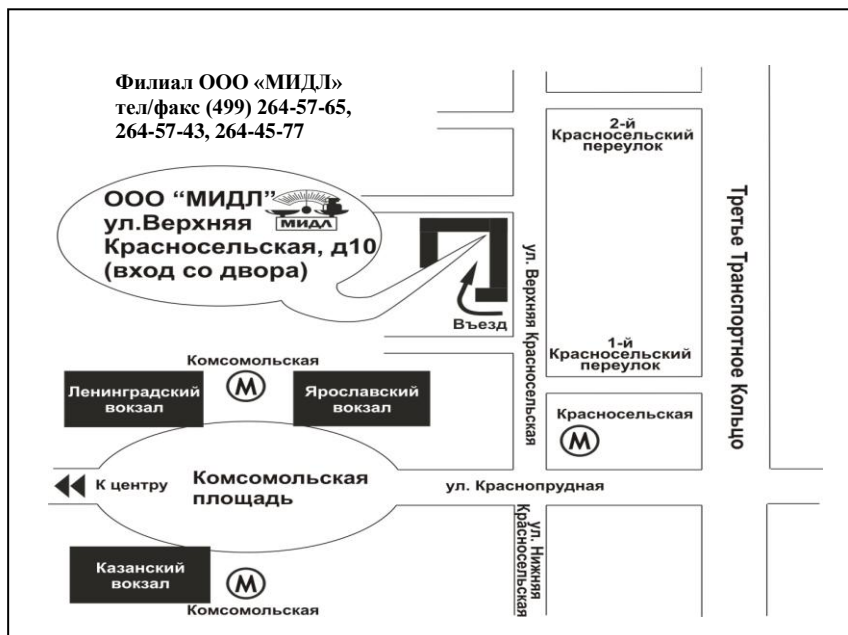 Филиал ООО «МИДЛ»
тел/факс (499) 264-57-65,
264-57-43, 264-45-77
ООО “МИДЛ”
МИДЛ
ул.Верхняя
Красносельская, д10
(вход со двора)
Въезд
2-й
Красносельский
переулок
ул. Верхняя Красносельская
Третье Транспортное Кольцо
1-й
Красносельский
переулок
Комсомольская
М
Ленинградский
вокзал
Ярославский
вокзал
Красносельская
М
К центру
Комсомольская
площадь
ул. Краснопрудная
ул. Нижняя
Красносельская
Казанский
вокзал
М
Комсомольская